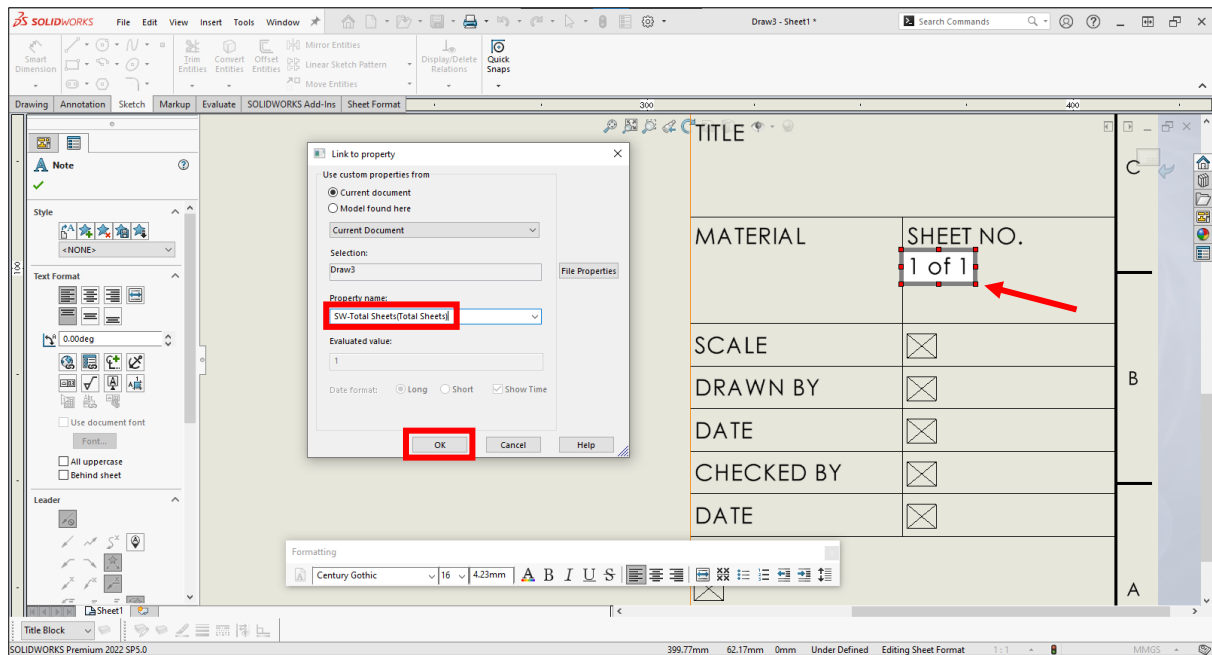 SOLIDWORKS File Edit View Insert Tools Window Draw3 - Sheet1 * Search Commands
Smart Dimension
Trim Entities
Convert Entities
Offset Entities
Mirror Entities
Linear Sketch Pattern
Move Entities
Display/Delete Relations
Quick Snaps
Drawing Annotation Sketch Markup Evaluate SOLIDWORKS Add-Ins Sheet Format
300
400
100
Note
Style
<NONE>
Text Format
0.00deg
Use document font
Font...
All uppercase
Behind sheet
Leader
Link to property
Use custom properties from
Current document
Model found here
Current Document
Selection:
Draw3
File Properties
Property name:
SW-Total Sheets(Total Sheets)
Evaluated value:
1
Date format: Long Short Show Time
OK Cancel Help
TITLE
C
MATERIAL
SHEET NO.
1 of 1
SCALE
DRAWN BY
B
DATE
CHECKED BY
DATE
A
Formatting
Century Gothic 16 4.23mm A B I U S
Sheet1
Title Block
SOLIDWORKS Premium 2022 SP5.0 399.77mm 62.17mm 0mm Under Defined Editing Sheet Format 1:1 MMGS